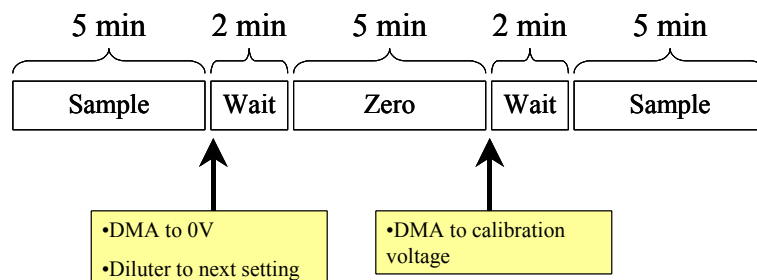 5 min 2 min 5 min 2 min 5 min
Sample Wait Zero Wait Sample
•DMA to 0V
•Diluter to next setting
•DMA to calibration
voltage